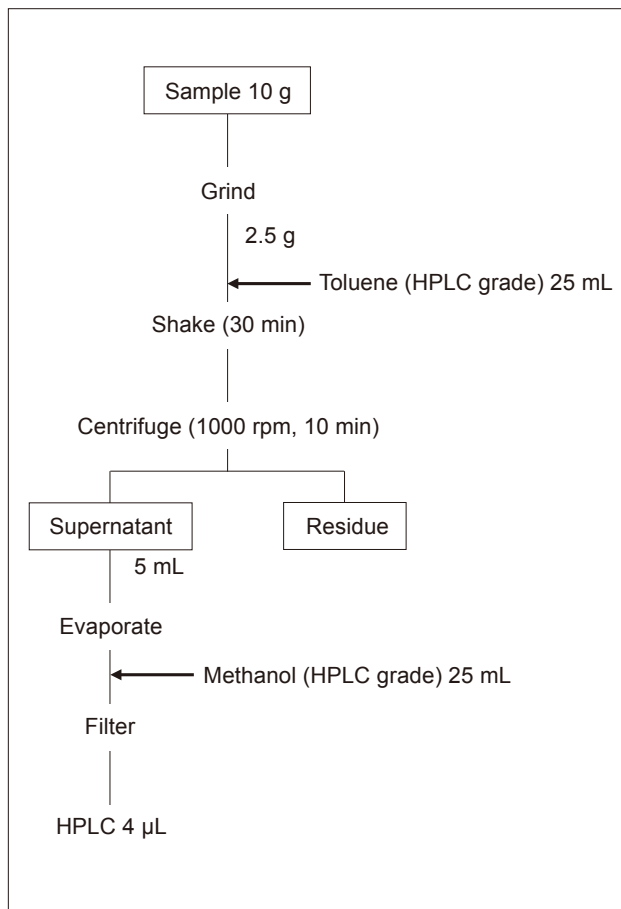 Sample 10 g
Grind
2.5 g
Toluene (HPLC grade) 25 mL
Shake (30 min)
Centrifuge (1000 rpm, 10 min)
Supernatant
Residue
5 mL
Evaporate
Methanol (HPLC grade) 25 mL
Filter
HPLC 4 µL